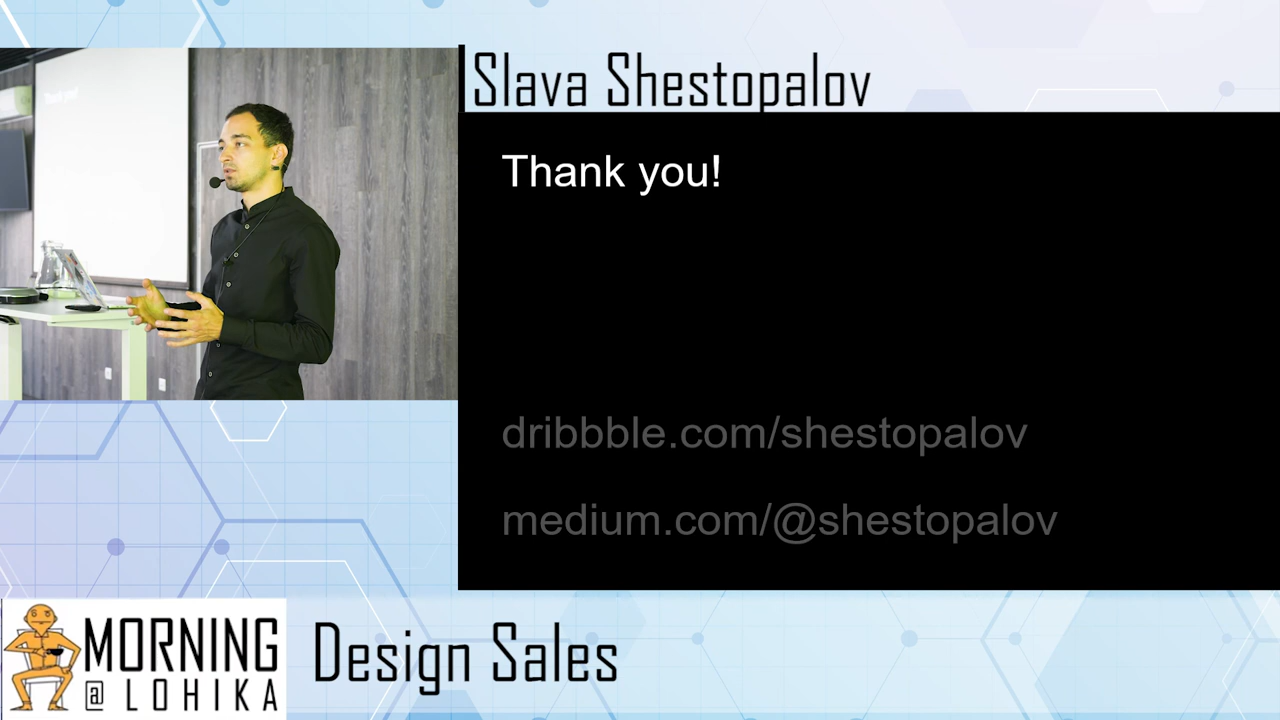 Slava Shestopalov
Thank you!
dribbble.com/shestopalov
medium.com/@shestopalov
MORNING
@ LOHIKA
Design Sales